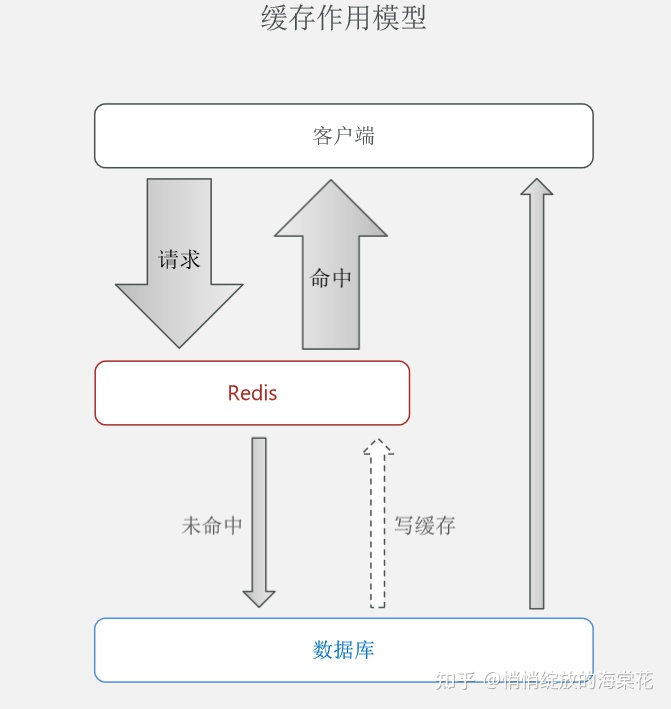 缓存作用模型
客户端
请求
命中
Redis
未命中
写缓存
数据库
知乎 @悄悄绽放的海棠花